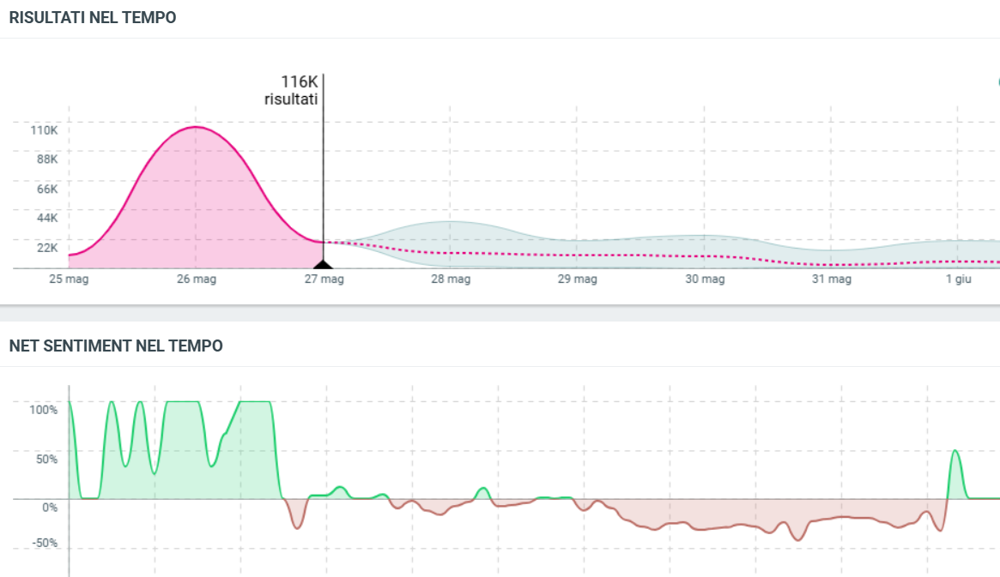 RISULTATI NEL TEMPO
116K
risultati
110K
88K
66K
44K
22K
25 mag
26 mag
27 mag
28 mag
29 mag
30 mag
31 mag
1 giu
NET SENTIMENT NEL TEMPO
100%
50%
0%
-50%